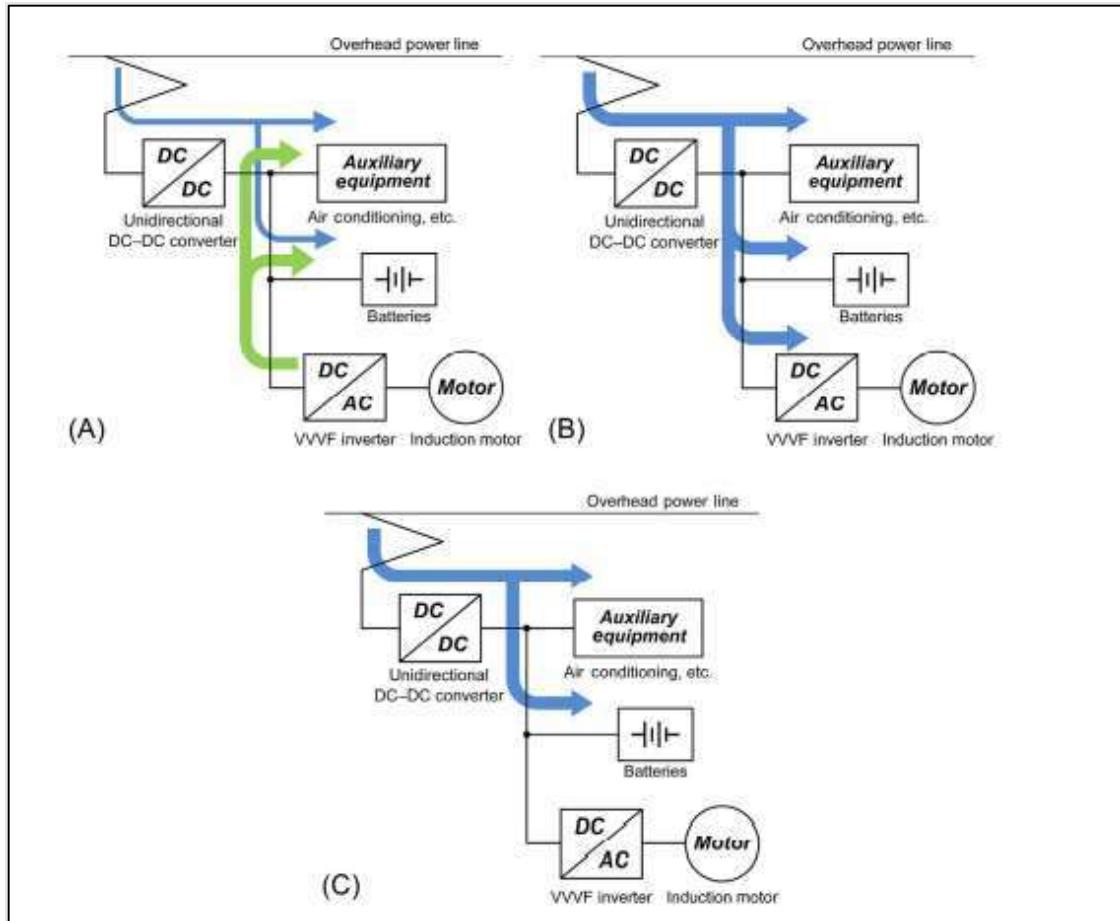 Overhead power line
DC
DC
Auxiliary
equipment
Unidirectional
DC–DC converter
Air conditioning, etc.
Batteries
DC
AC
Motor
(A)
VVVF inverter
Induction motor
Overhead power line
DC
DC
Auxiliary
equipment
Unidirectional
DC–DC converter
Air conditioning, etc.
Batteries
DC
AC
Motor
(B)
VVVF inverter
Induction motor
Overhead power line
DC
DC
Auxiliary
equipment
Unidirectional
DC–DC converter
Air conditioning, etc.
Batteries
DC
AC
Motor
(C)
VVVF inverter
Induction motor